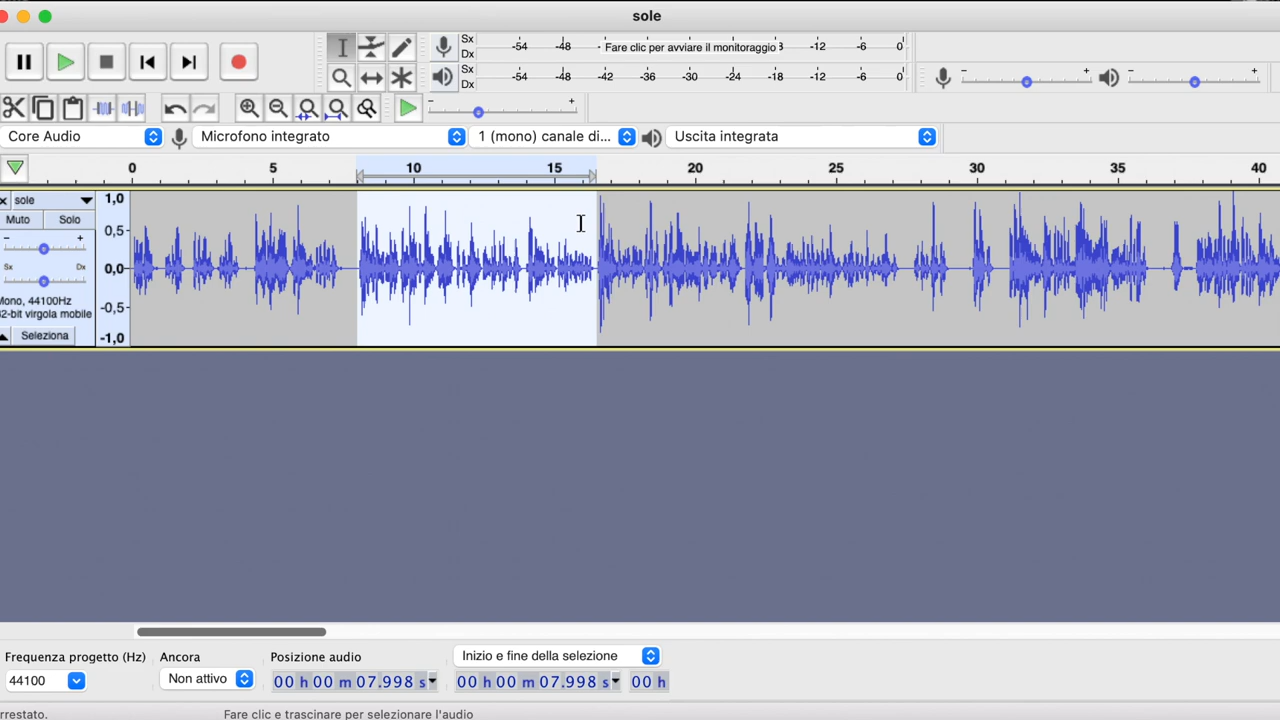 sole
Sx
Dx
-54 -48 - Fare clic per avviare il monitoraggio 3 -12 -6 0
Sx
Dx
-54 -48 -42 -36 -30 -24 -18 -12 -6 0
- +
- +
- +
Core Audio
Microfono integrato
1 (mono) canale di...
Uscita integrata
0 5 10 15 20 25 30 35 40
× sole
Muto Solo
- +
Sx Dx
Mono, 44100Hz
32-bit virgola mobile
Seleziona
1,0
0,5
0,0
-0,5
-1,0
Frequenza progetto (Hz)
44100
Ancora
Non attivo
Posizione audio
00 h 00 m 07.998 s
Inizio e fine della selezione
00 h 00 m 07.998 s 00 h
rrestato.
Fare clic e trascinare per selezionare l'audio